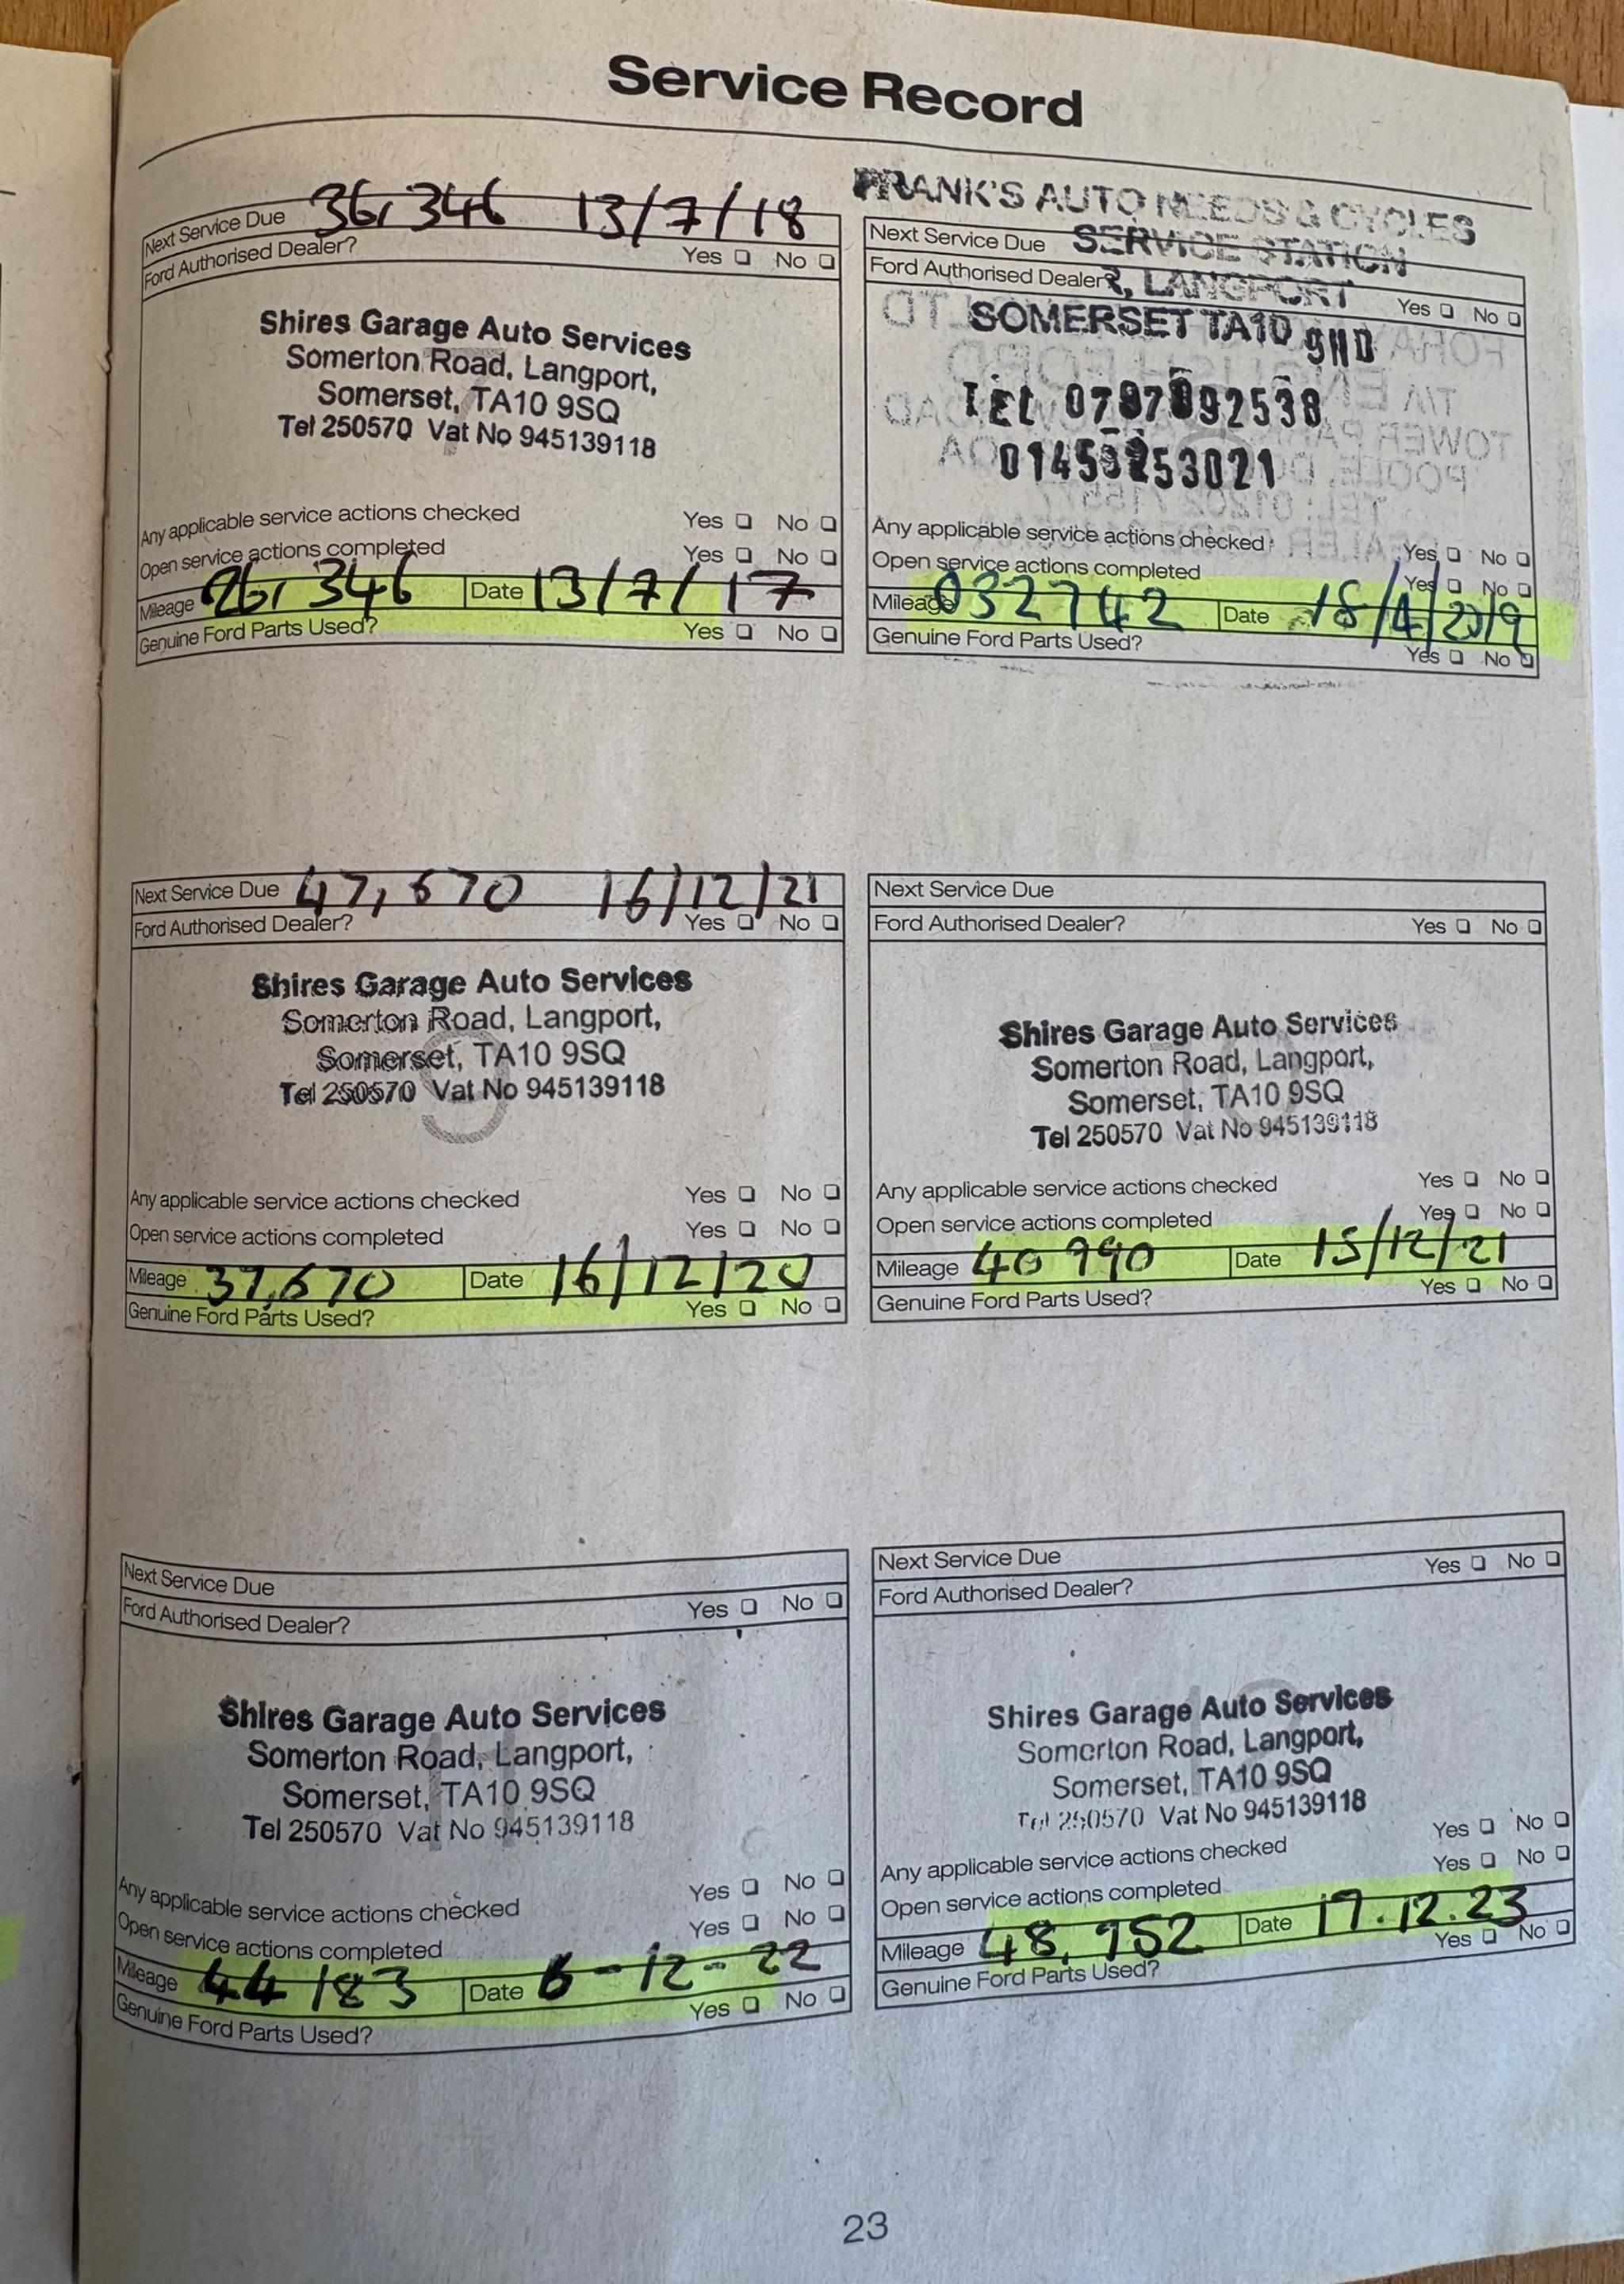 Service Record
Next Service Due 36,346 13/7/18
Ford Authorised Dealer? Yes No
Shires Garage Auto Services
Somerton Road, Langport,
Somerset, TA10 9SQ
Tel 250570 Vat No 945139118
Any applicable service actions checked Yes No
Open service actions completed Yes No
Mileage 26,346 Date 13/7/17
Genuine Ford Parts Used? Yes No
FRANK'S AUTO NEEDS & CYCLES
Next Service Due SERVICE STATION
Ford Authorised Dealer R, LANGPORT Yes No
SOMERSET TA10
TEL
Any applicable service actions checked Yes No
Open service actions completed Yes No
Mileage 032742 Date 18/4/2019
Genuine Ford Parts Used? Yes No
Next Service Due 47,670 16/12/21
Ford Authorised Dealer? Yes No
Shires Garage Auto Services
Somerton Road, Langport,
Somerset, TA10 9SQ
Tel 250570 Vat No 945139118
Any applicable service actions checked Yes No
Open service actions completed Yes No
Mileage 37,670 Date 16/12/20
Genuine Ford Parts Used? Yes No
Next Service Due
Ford Authorised Dealer? Yes No
Shires Garage Auto Services
Somerton Road, Langport,
Somerset, TA10 9SQ
Tel 250570 Vat No 945139118
Any applicable service actions checked Yes No
Open service actions completed Yes No
Mileage 40 990 Date 15/12/21
Genuine Ford Parts Used? Yes No
Next Service Due
Ford Authorised Dealer? Yes No
Shires Garage Auto Services
Somerton Road, Langport,
Somerset, TA10 9SQ
Tel 250570 Vat No 945139118
Any applicable service actions checked Yes No
Open service actions completed Yes No
Mileage 44 183 Date 6-12-22
Genuine Ford Parts Used? Yes No
Next Service Due
Ford Authorised Dealer? Yes No
Shires Garage Auto Services
Somerton Road, Langport,
Somerset, TA10 9SQ
Tel 250570 Vat No 945139118
Any applicable service actions checked Yes No
Open service actions completed Yes No
Mileage 48,952 Date 19.12.23
Genuine Ford Parts Used? Yes No
23